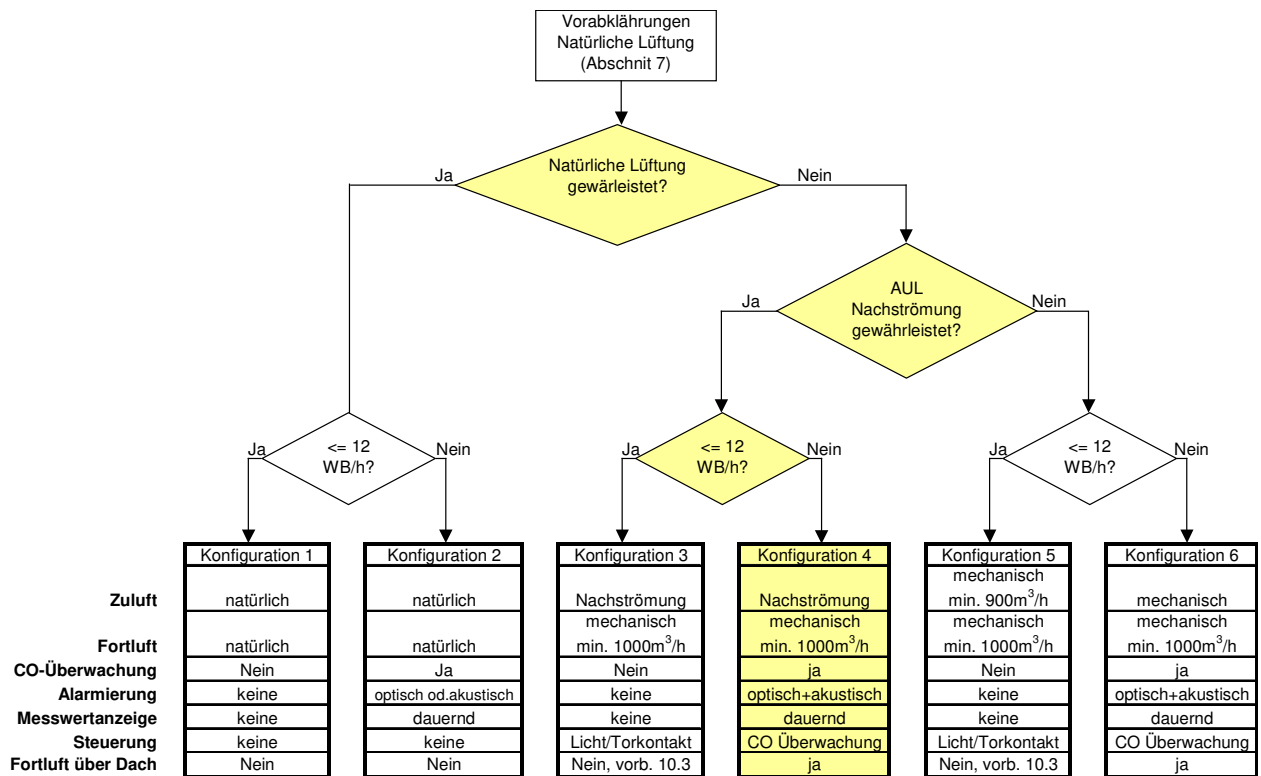 Vorabklährungen
Natürliche Lüftung
(Abschnit 7)
Natürliche Lüftung
gewärleistet?
Ja
Nein
AUL
Nachströmung
gewährleistet?
Ja
Nein
<= 12
WB/h?
Ja
Nein
<= 12
WB/h?
Ja
Nein
<= 12
WB/h?
Ja
Nein
Konfiguration 1 Konfiguration 2 Konfiguration 3 Konfiguration 4 Konfiguration 5 Konfiguration 6
mechanisch
Zuluft natürlich natürlich Nachströmung Nachströmung min. 900m³/h mechanisch
mechanisch mechanisch mechanisch mechanisch
Fortluft natürlich natürlich min. 1000m³/h min. 1000m³/h min. 1000m³/h min. 1000m³/h
CO-Überwachung Nein Ja Nein ja Nein ja
Alarmierung keine optisch od.akustisch keine optisch+akustisch keine optisch+akustisch
Messwertanzeige keine dauernd keine dauernd keine dauernd
Steuerung keine keine Licht/Torkontakt CO Überwachung Licht/Torkontakt CO Überwachung
Fortluft über Dach Nein Nein Nein, vorb. 10.3 ja Nein, vorb. 10.3 ja